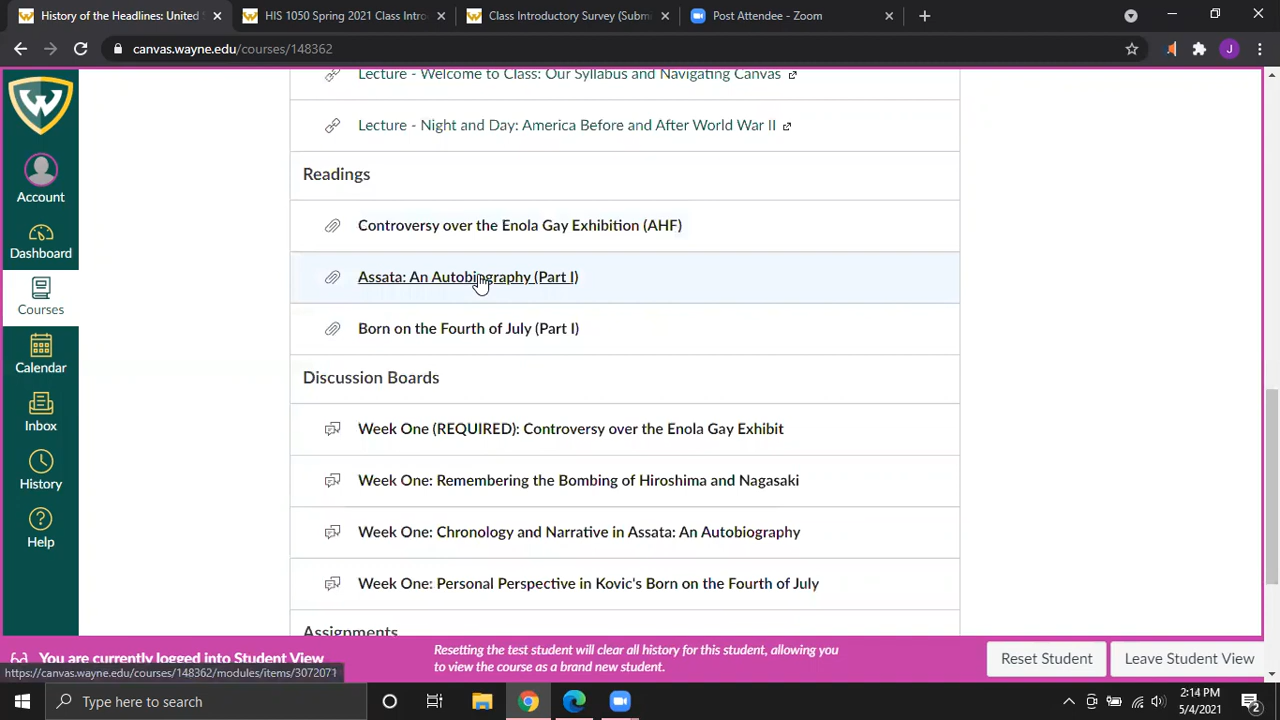 History of the Headlines: United
HIS 1050 Spring 2021 Class Intro
Class Introductory Survey (Subm
Post Attendee - Zoom
canvas.wayne.edu/courses/148362
J
W
Account
Dashboard
Courses
Calendar
Inbox
History
Help
Lecture - Welcome to Class: Our Syllabus and Navigating Canvas
Lecture - Night and Day: America Before and After World War II
Readings
Controversy over the Enola Gay Exhibition (AHF)
Assata: An Autobiography (Part I)
Born on the Fourth of July (Part I)
Discussion Boards
Week One (REQUIRED): Controversy over the Enola Gay Exhibit
Week One: Remembering the Bombing of Hiroshima and Nagasaki
Week One: Chronology and Narrative in Assata: An Autobiography
Week One: Personal Perspective in Kovic's Born on the Fourth of July
Assignments
You are currently logged into Student View
Resetting the test student will clear all history for this student, allowing you
to view the course as a brand new student.
Reset Student
Leave Student View
https://canvas.wayne.edu/courses/148362/modules/items/3072071
Type here to search
2:14 PM
5/4/2021
2